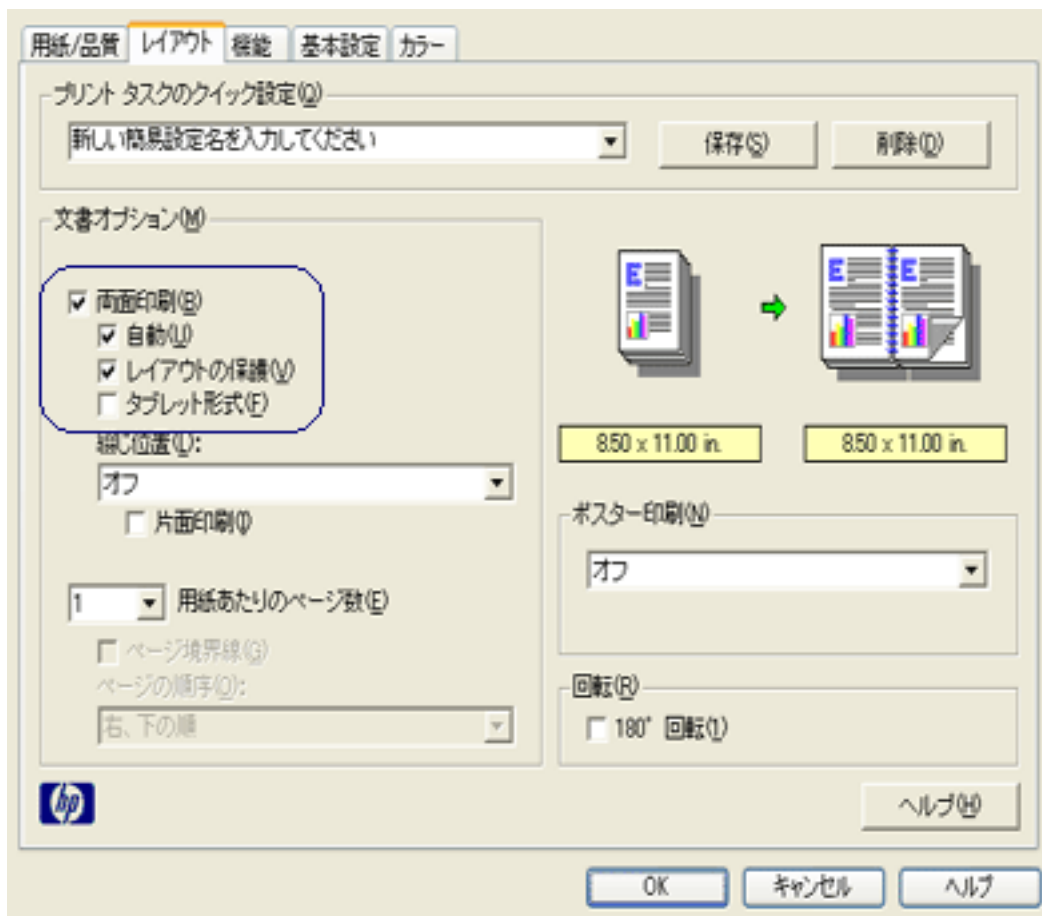 用紙/品質 レイアウト 機能 基本設定 カラー
プリント タスクのクイック設定(Q)
新しい簡易設定名を入力してください
保存(S) 削除(D)
文書オプション(M)
両面印刷(B)
自動(U)
レイアウトの保護(V)
タブレット形式(F)
綴じ位置(L):
オフ
片面印刷(I)
1 用紙あたりのページ数(E)
ページ境界線(G)
ページの順序(O):
右、下の順
E E E
8.50 x 11.00 in. 8.50 x 11.00 in.
ポスター印刷(N)
オフ
回転(R)
180° 回転(1)
hp
ヘルプ(H)
OK キャンセル ヘルプ